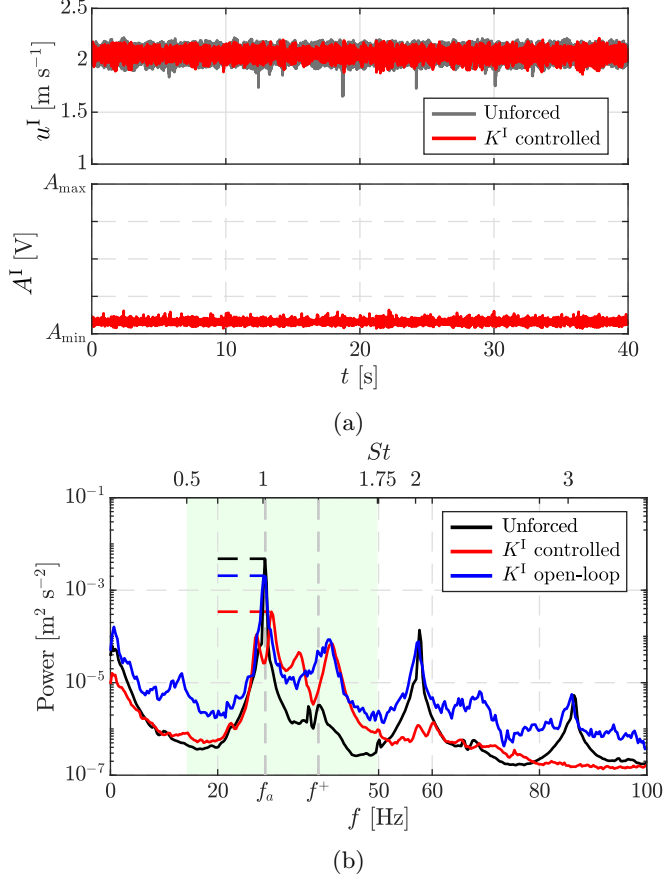 2.5
2
1.5
1
u^I [m s⁻¹]
Unforced
K^I controlled
A_max
A_min
A^I [V]
0 10 20 30 40
t [s]
(a)
St
0.5 1 1.75 2 3
10⁻¹
10⁻³
10⁻⁵
10⁻⁷
Power [m² s⁻²]
Unforced
K^I controlled
K^I open-loop
0 20 f_a f^+ 50 60 80 100
f [Hz]
(b)